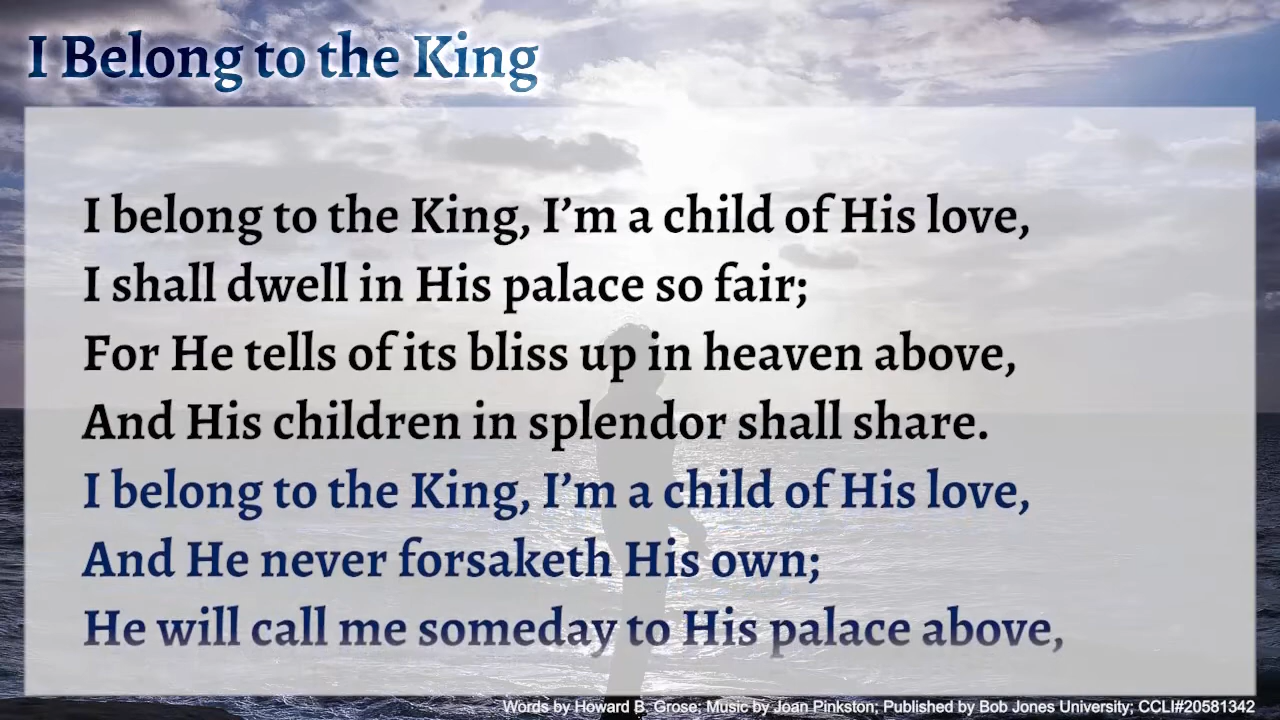 I Belong to the King
I belong to the King, I’m a child of His love,
I shall dwell in His palace so fair;
For He tells of its bliss up in heaven above,
And His children in splendor shall share.
I belong to the King, I’m a child of His love,
And He never forsaketh His own;
He will call me someday to His palace above,
Words by Howard B. Grose; Music by Joan Pinkston; Published by Bob Jones University; CCLI#20581342